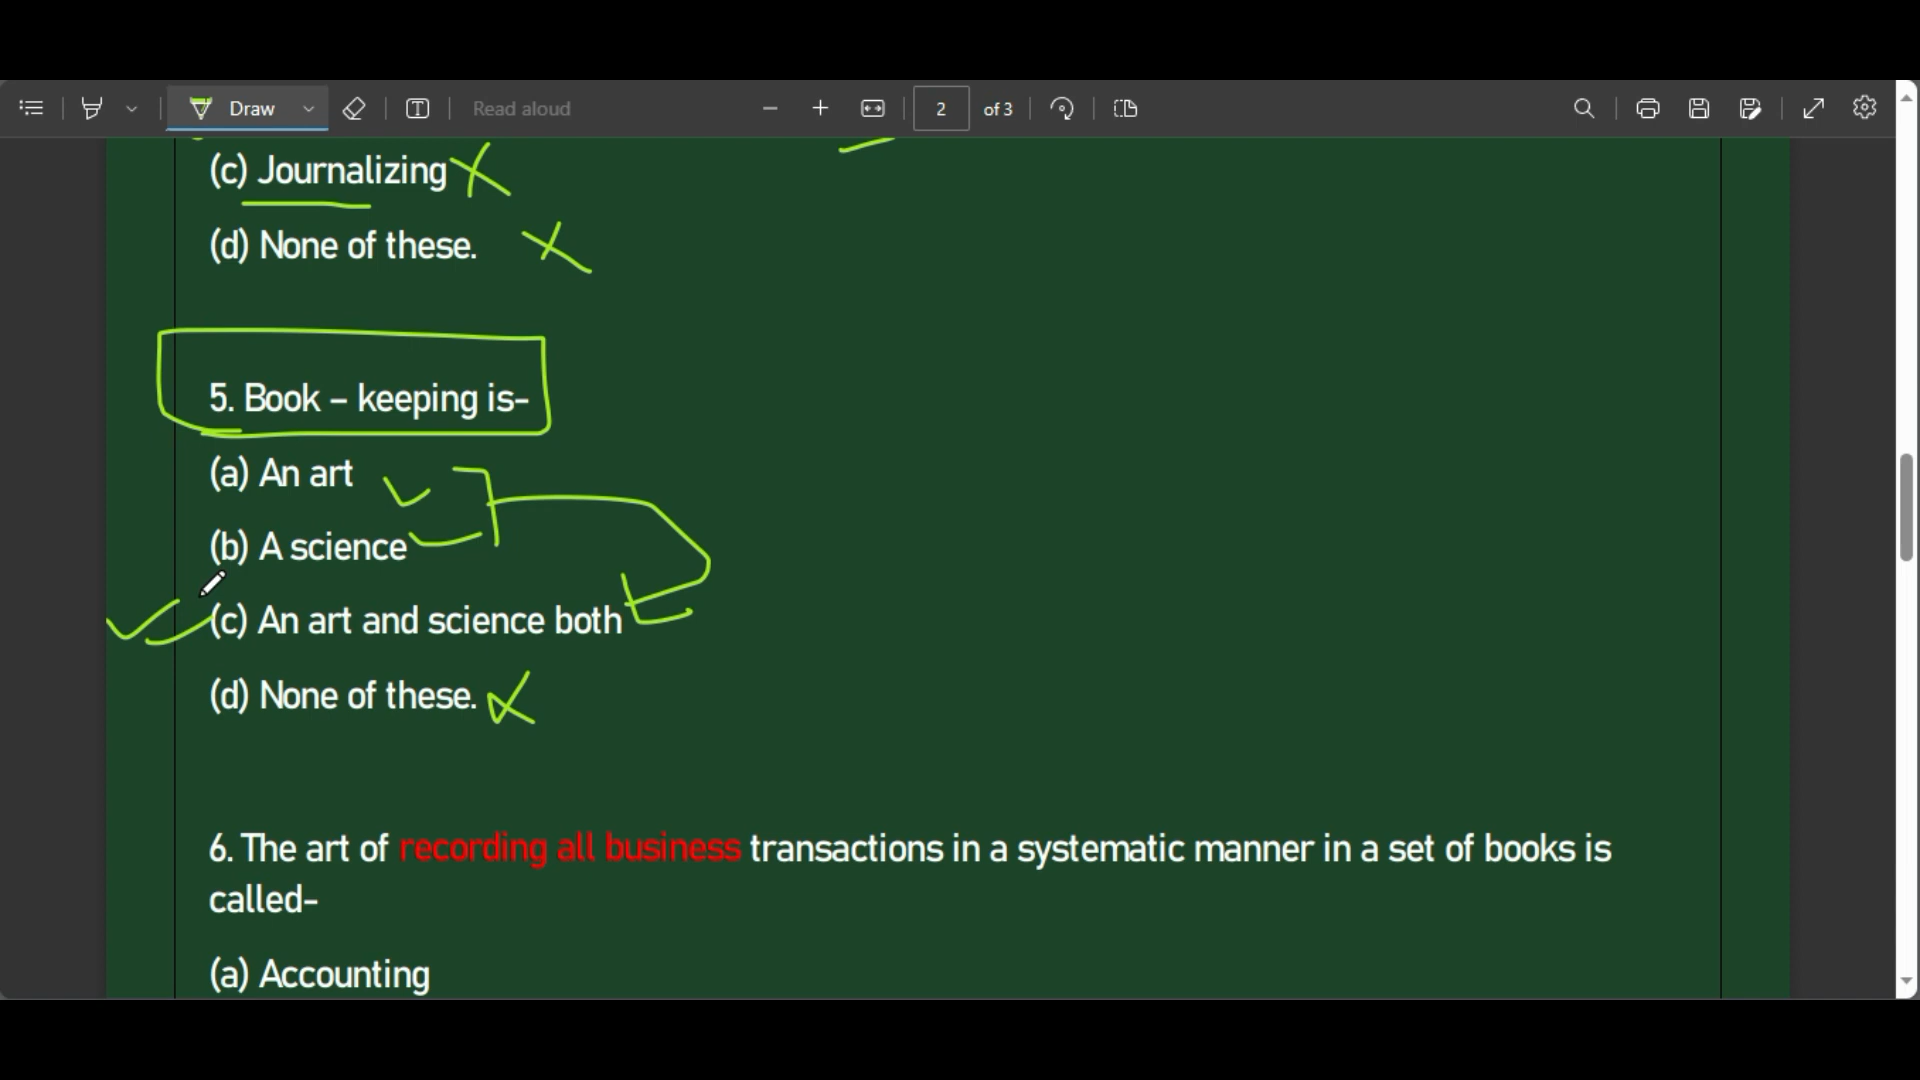 Draw
Read aloud
2 of 3
(c) Journalizing
(d) None of these.
5. Book – keeping is-
(a) An art
(b) A science
(c) An art and science both
(d) None of these.
6. The art of recording all business transactions in a systematic manner in a set of books is
called-
(a) Accounting